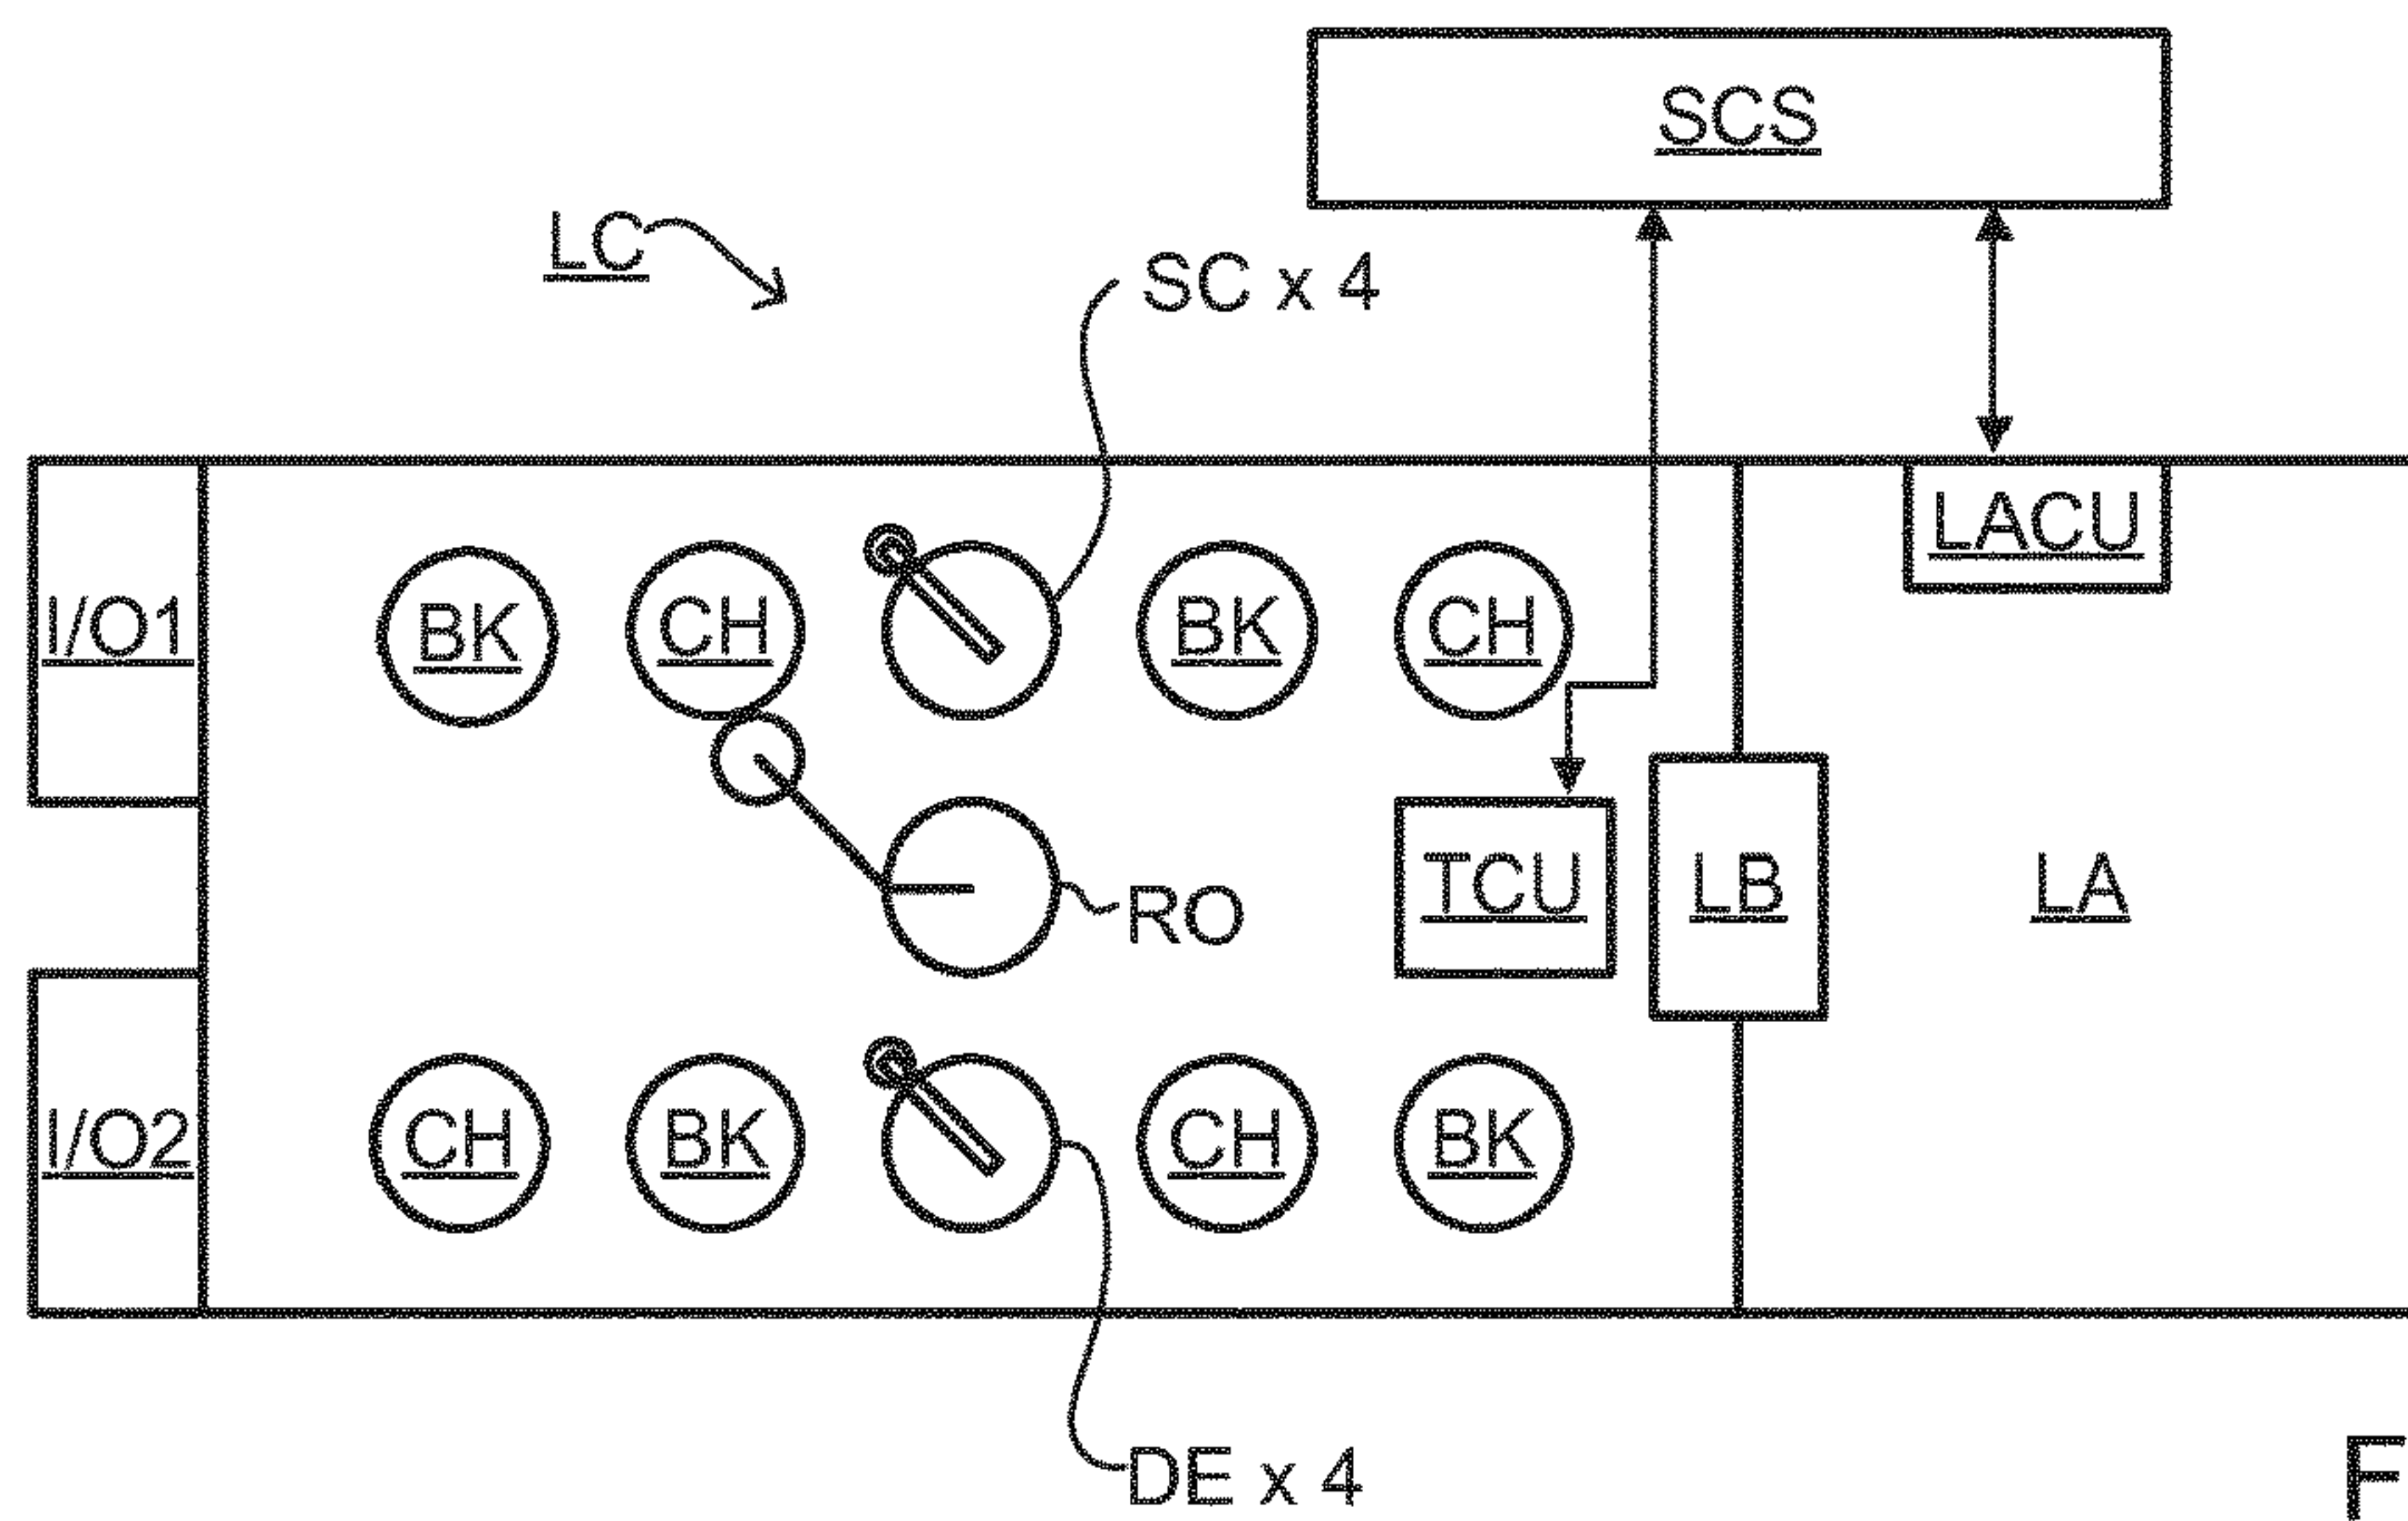 SCS
LC
SC x 4
LACU
I/O1
BK
CH
BK
CH
RO
TCU
LB
LA
I/O2
CH
BK
CH
BK
DE x 4
F